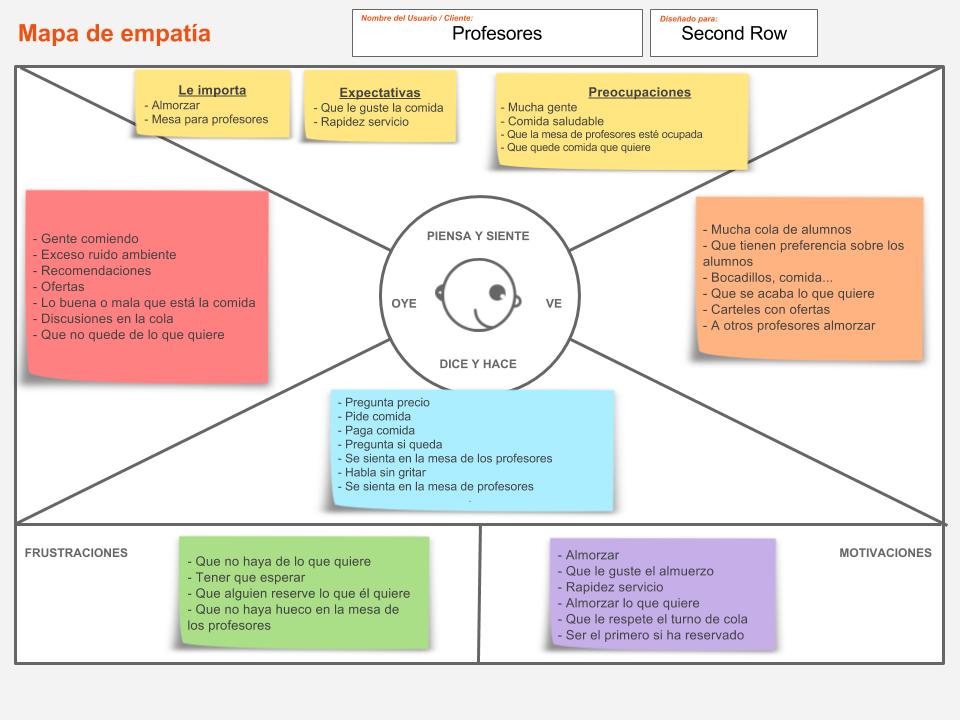 Mapa de empatía
Nombre del Usuario / Cliente:
Profesores
Diseñado para:
Second Row
Le importa
- Almorzar
- Mesa para profesores
Expectativas
- Que le guste la comida
- Rapidez servicio
Preocupaciones
- Mucha gente
- Comida saludable
- Que la mesa de profesores esté ocupada
- Que quede comida que quiere
- Gente comiendo
- Exceso ruido ambiente
- Recomendaciones
- Ofertas
- Lo buena o mala que está la comida
- Discusiones en la cola
- Que no quede de lo que quiere
PIENSA Y SIENTE
OYE
VE
DICE Y HACE
- Mucha cola de alumnos
- Que tienen preferencia sobre los
alumnos
- Bocadillos, comida...
- Que se acaba lo que quiere
- Carteles con ofertas
- A otros profesores almorzar
- Pregunta precio
- Pide comida
- Paga comida
- Pregunta si queda
- Se sienta en la mesa de los profesores
- Habla sin gritar
- Se sienta en la mesa de profesores
.
FRUSTRACIONES
- Que no haya de lo que quiere
- Tener que esperar
- Que alguien reserve lo que él quiere
- Que no haya hueco en la mesa de
los profesores
- Almorzar
- Que le guste el almuerzo
- Rapidez servicio
- Almorzar lo que quiere
- Que le respete el turno de cola
- Ser el primero si ha reservado
MOTIVACIONES